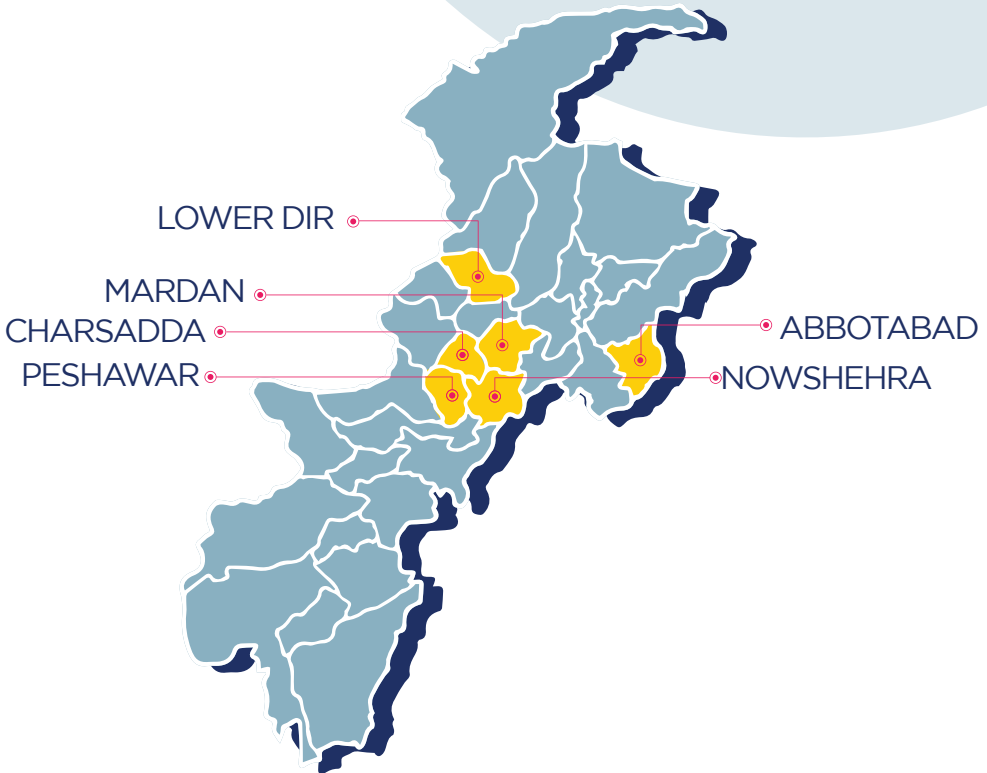 LOWER DIR
MARDAN
CHARSADDA
ABBOTABAD
PESHAWAR
NOWSHEHRA